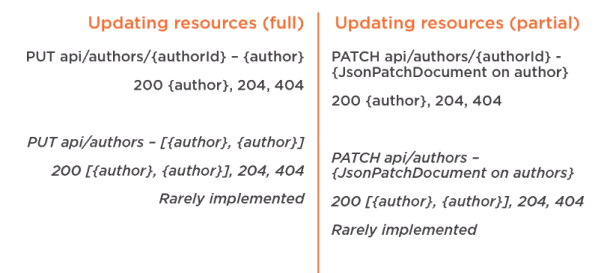 Updating resources (full)
PUT api/authors/{authorId} – {author}
200 {author}, 204, 404
PUT api/authors – [{author}, {author}]
200 [{author}, {author}], 204, 404
Rarely implemented
Updating resources (partial)
PATCH api/authors/{authorId} -
{JsonPatchDocument on author}
200 {author}, 204, 404
PATCH api/authors –
{JsonPatchDocument on authors}
200 [{author}, {author}], 204, 404
Rarely implemented